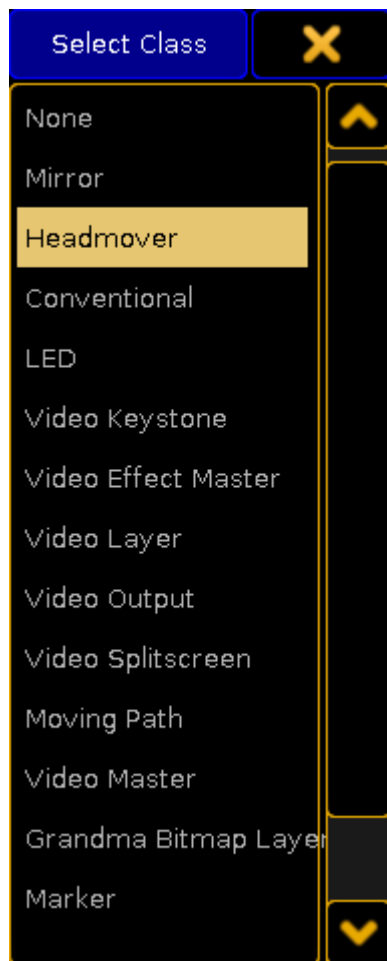 Select Class
None
Mirror
Headmover
Conventional
LED
Video Keystone
Video Effect Master
Video Layer
Video Output
Video Splitscreen
Moving Path
Video Master
Grandma Bitmap Layer
Marker